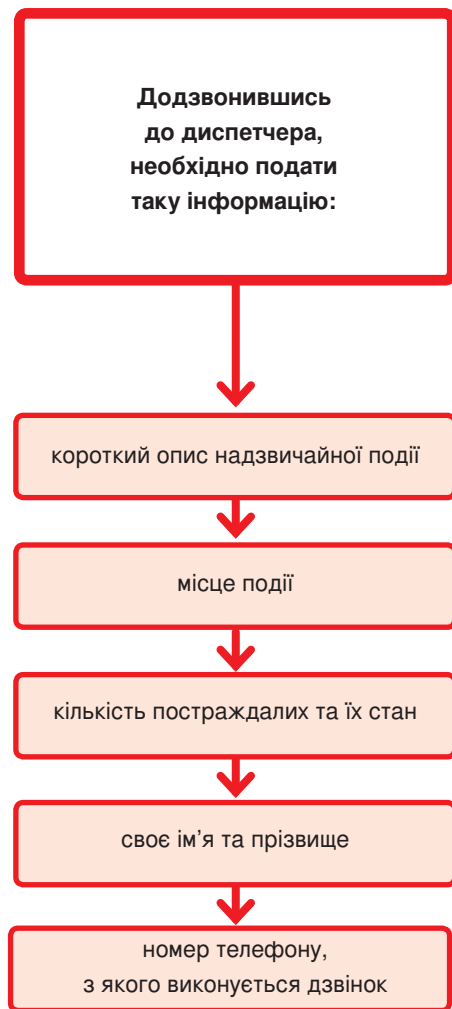 Додзвонившись
до диспетчера,
необхідно подати
таку інформацію:
короткий опис надзвичайної події
місце події
кількість постраждалих та їх стан
своє ім’я та прізвище
номер телефону,
з якого виконується дзвінок